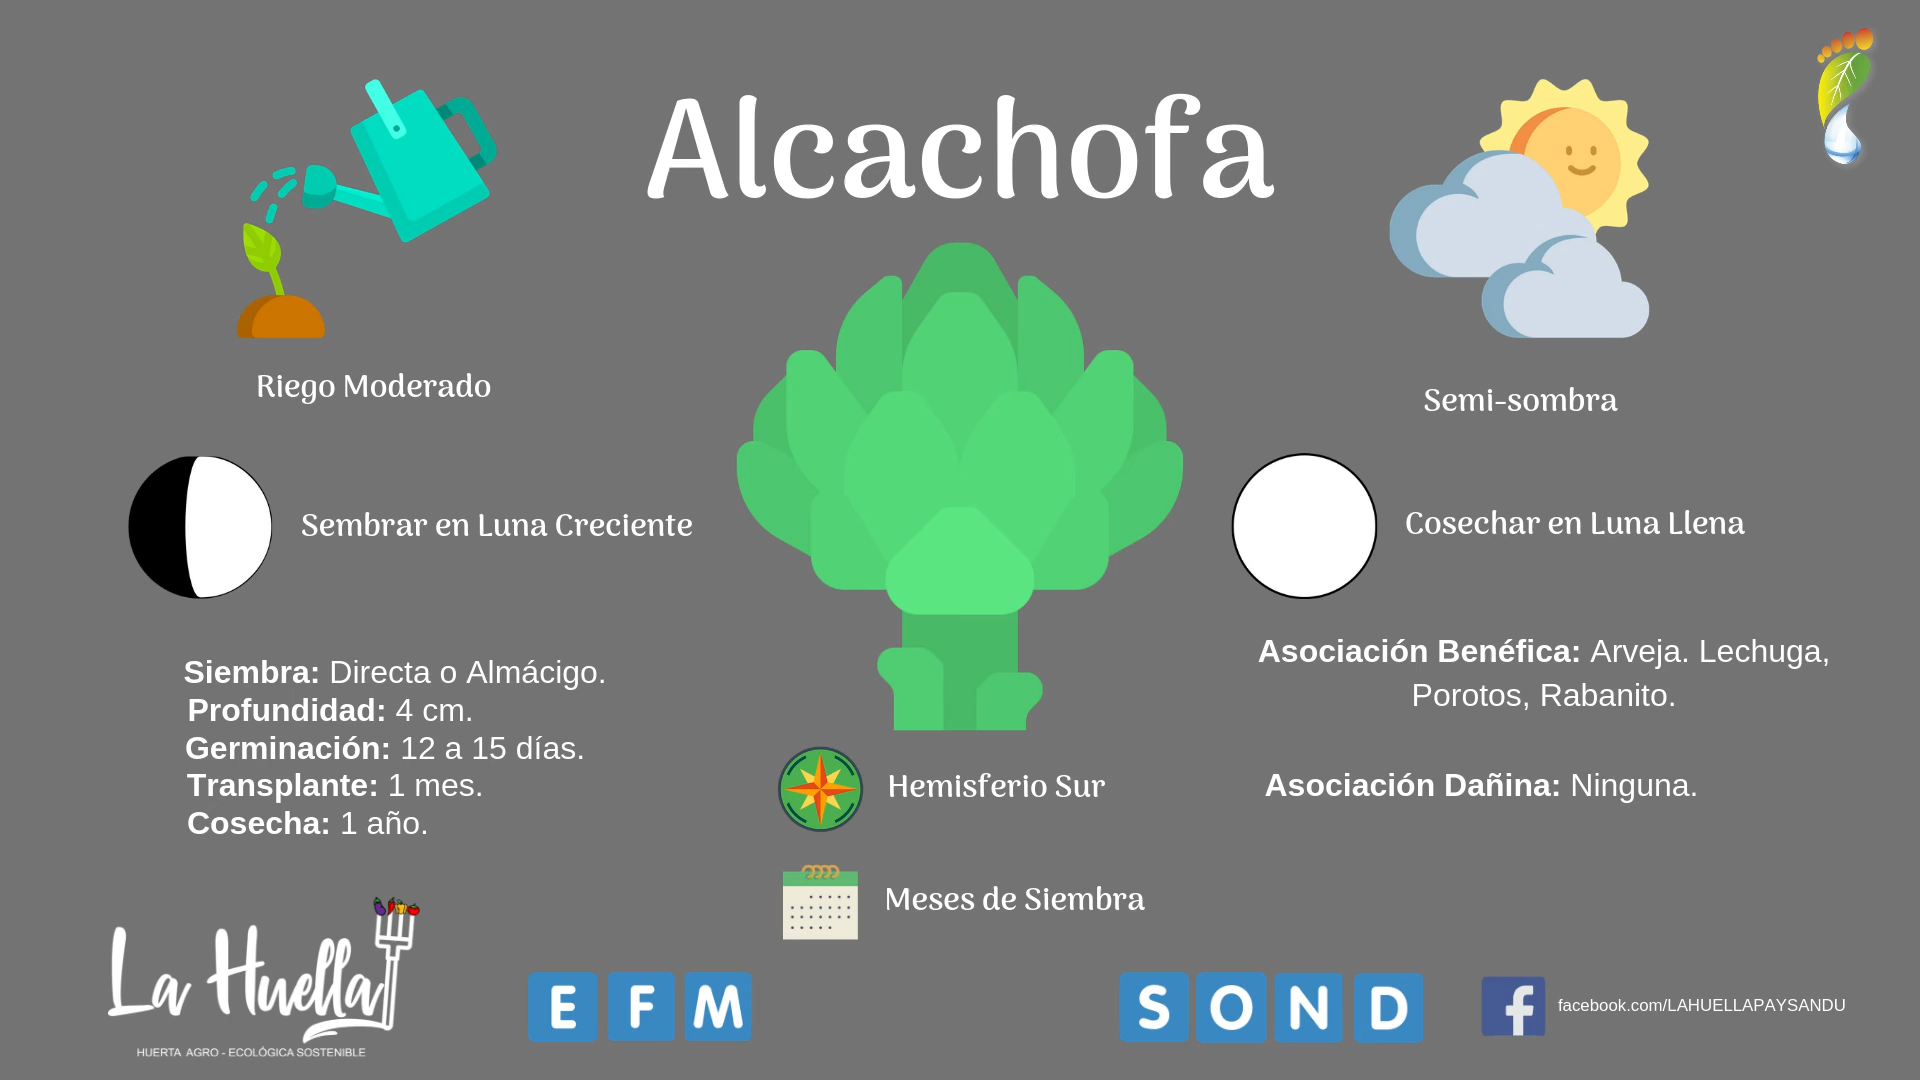 Alcachofa
Riego Moderado
Semi-sombra
Sembrar en Luna Creciente
Cosechar en Luna Llena
Siembra: Directa o Almácigo.
Profundidad: 4 cm.
Germinación: 12 a 15 días.
Transplante: 1 mes.
Cosecha: 1 año.
Asociación Benéfica: Arveja. Lechuga,
Porotos, Rabanito.
Asociación Dañina: Ninguna.
Hemisferio Sur
Meses de Siembra
La Huella
HUERTA AGRO - ECOLÓGICA SOSTENIBLE
E F M
S O N D
facebook.com/LAHUELLAPAYSANDU